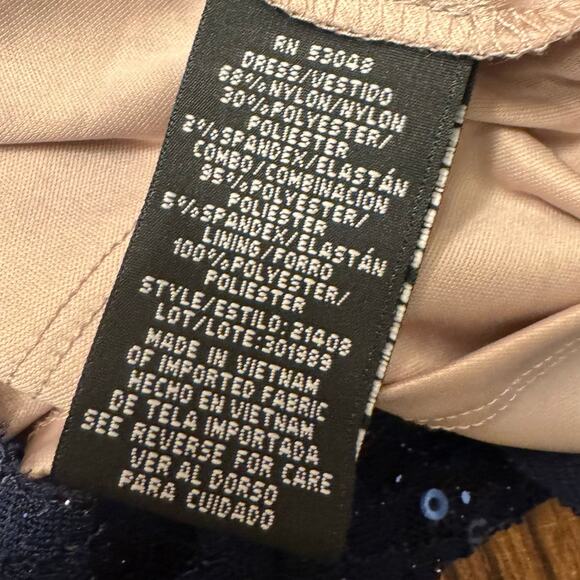 RN 53048
DRESS/VESTIDO
68%NYLON/NYLON
30%POLYESTER/
POLIESTER
2%SPANDEX/ELASTÁN
COMBO/COMBINACION
95%POLYESTER/
POLIESTER
5%SPANDEX/ELASTÁN
LINING/FORRO
100%POLYESTER/
POLIESTER
STYLE/ESTILO:21408
LOT/LOTE:301989
MADE IN VIETNAM
OF IMPORTED FABRIC
HECHO EN VIETNAM
DE TELA IMPORTADA
SEE REVERSE FOR CARE
VER AL DORSO
PARA CUIDADO